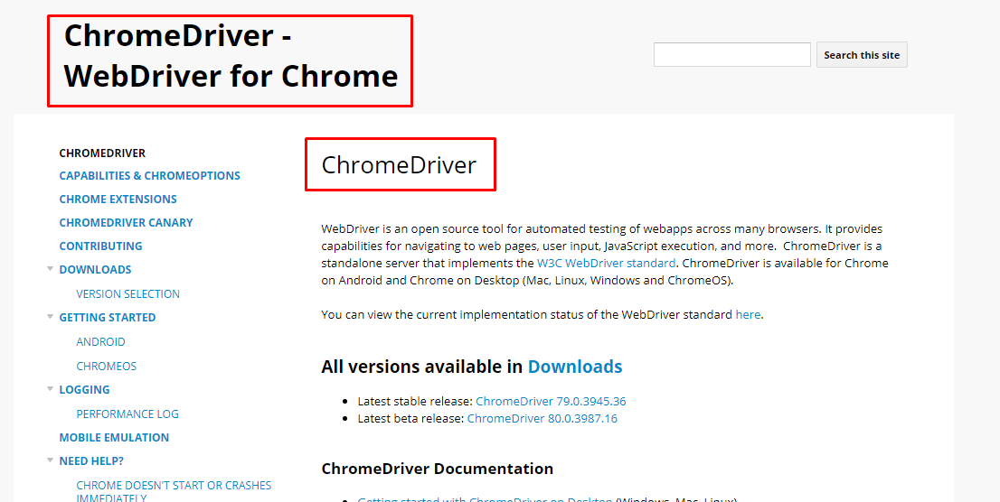 ChromeDriver -
WebDriver for Chrome
Search this site
CHROMEDRIVER
CAPABILITIES & CHROMEOPTIONS
CHROME EXTENSIONS
CHROMEDRIVER CANARY
CONTRIBUTING
DOWNLOADS
VERSION SELECTION
GETTING STARTED
ANDROID
CHROMEOS
LOGGING
PERFORMANCE LOG
MOBILE EMULATION
NEED HELP?
CHROME DOESN'T START OR CRASHES
IMMEDIATELY
ChromeDriver
WebDriver is an open source tool for automated testing of webapps across many browsers. It provides
capabilities for navigating to web pages, user input, JavaScript execution, and more.  ChromeDriver is a
standalone server that implements the W3C WebDriver standard. ChromeDriver is available for Chrome
on Android and Chrome on Desktop (Mac, Linux, Windows and ChromeOS).
You can view the current implementation status of the WebDriver standard here.
All versions available in Downloads
• Latest stable release: ChromeDriver 79.0.3945.36
• Latest beta release: ChromeDriver 80.0.3987.16
ChromeDriver Documentation
• Getting started with ChromeDriver on Desktop (Windows, Mac, Linux)